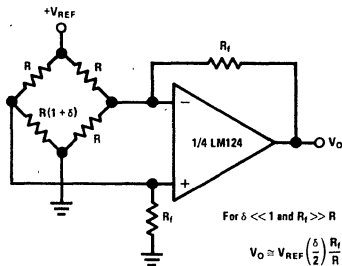 +VREF
Rf
R
R
R(1 + δ)
R
−
1/4 LM124
VO
+
Rf
For δ << 1 and Rf >> R
VO ≅ VREF (δ/2) Rf/R